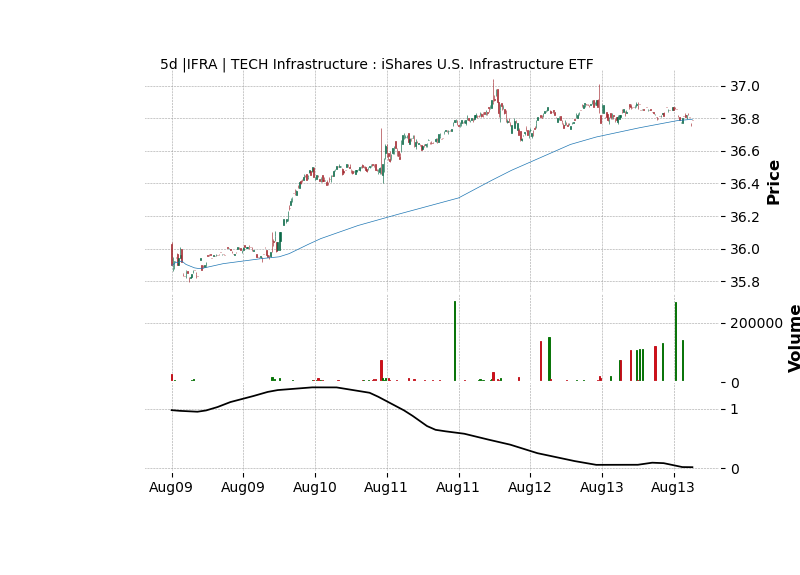 5d |IFRA | TECH Infrastructure : iShares U.S. Infrastructure ETF
37.0
36.8
36.6
36.4
36.2
36.0
35.8
Price
200000
0
Volume
1
0
Aug09 Aug09 Aug10 Aug11 Aug11 Aug12 Aug13 Aug13